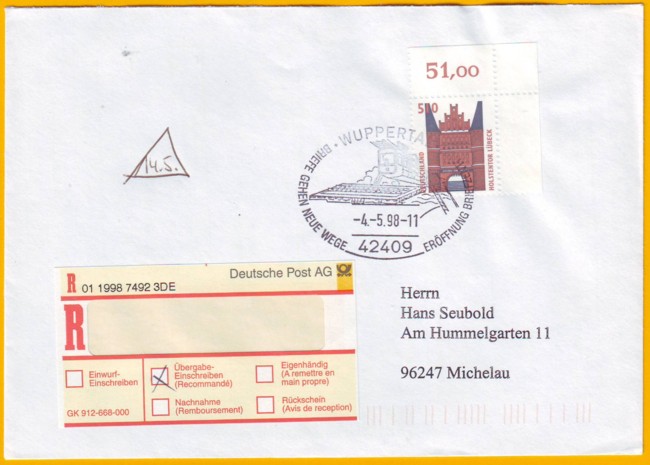 51,00
500
DEUTSCHLAND
HOLSTENTOR LÜBECK
WUPPERTA
BRIEFE GEHEN NEUE WEGE
-4.-5.98-11
42409
ERÖFFNUNG
14.5.
Deutsche Post AG
R 01 1998 7492 3DE
R
Einwurf-
Einschreiben
Übergabe-
Einschreiben
(Recommandé)
Eigenhändig
(A remettre en
main propre)
Nachnahme
(Remboursement)
Rückschein
(Avis de reception)
GK 912-668-000
Herrn
Hans Seubold
Am Hummelgarten 11
96247 Michelau